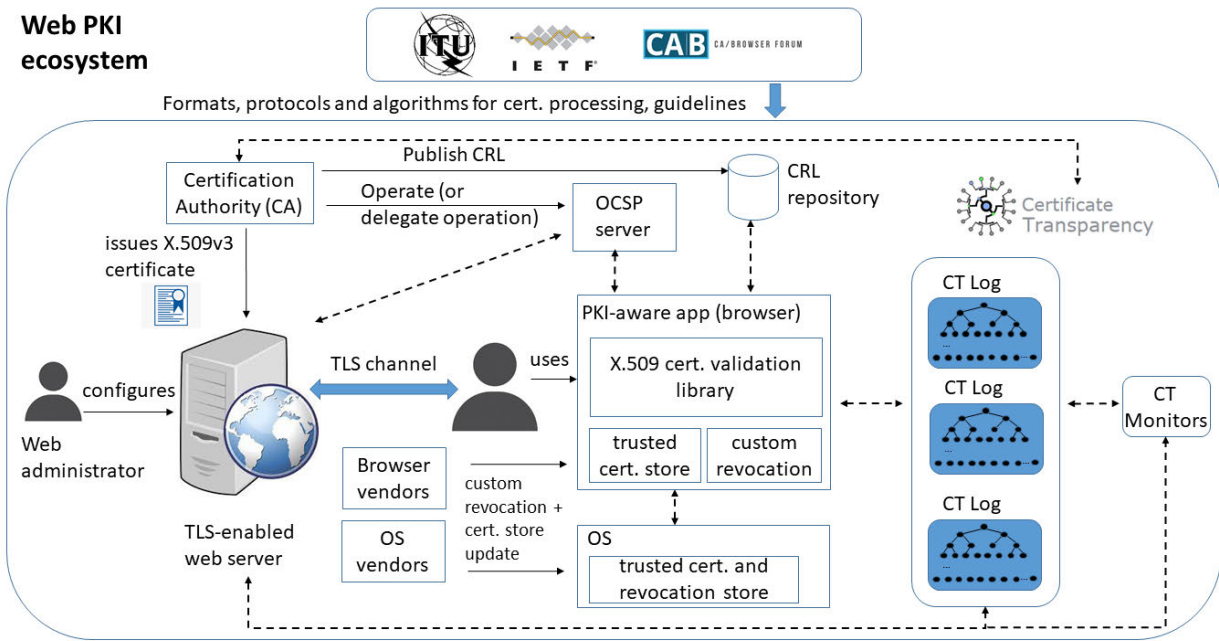 Web PKI
ecosystem
ITU
I E T F®
CAB CA/BROWSER FORUM
Formats, protocols and algorithms for cert. processing, guidelines
Certification
Authority (CA)
Publish CRL
Operate (or
delegate operation)
OCSP
server
CRL
repository
Certificate
Transparency
issues X.509v3
certificate
configures
Web
administrator
TLS-enabled
web server
TLS channel
uses
PKI-aware app (browser)
X.509 cert. validation
library
trusted
cert. store
custom
revocation
Browser
vendors
OS
vendors
custom
revocation +
cert. store
update
OS
trusted cert. and
revocation store
CT Log
...
...
CT Log
...
...
CT Log
...
...
CT
Monitors